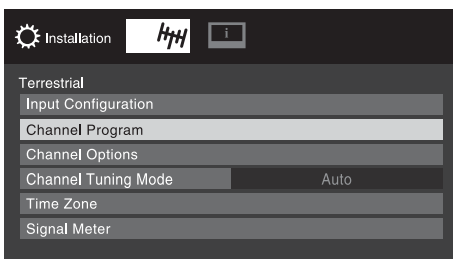 Installation
i
Terrestrial
Input Configuration
Channel Program
Channel Options
Channel Tuning Mode Auto
Time Zone
Signal Meter